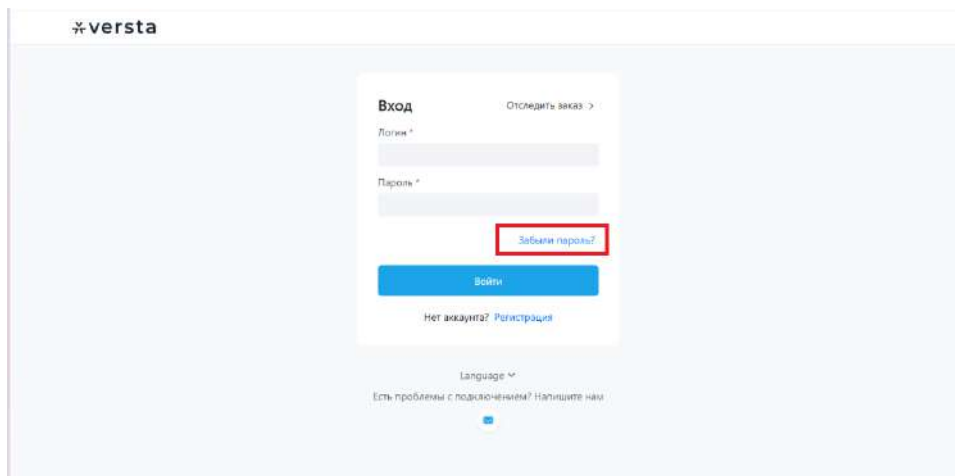 versta
Вход
Отследить заказ >
Логин *
Пароль *
Забыли пароль?
Войти
Нет аккаунта? Регистрация
Language
Есть проблемы с подключением? Напишите нам